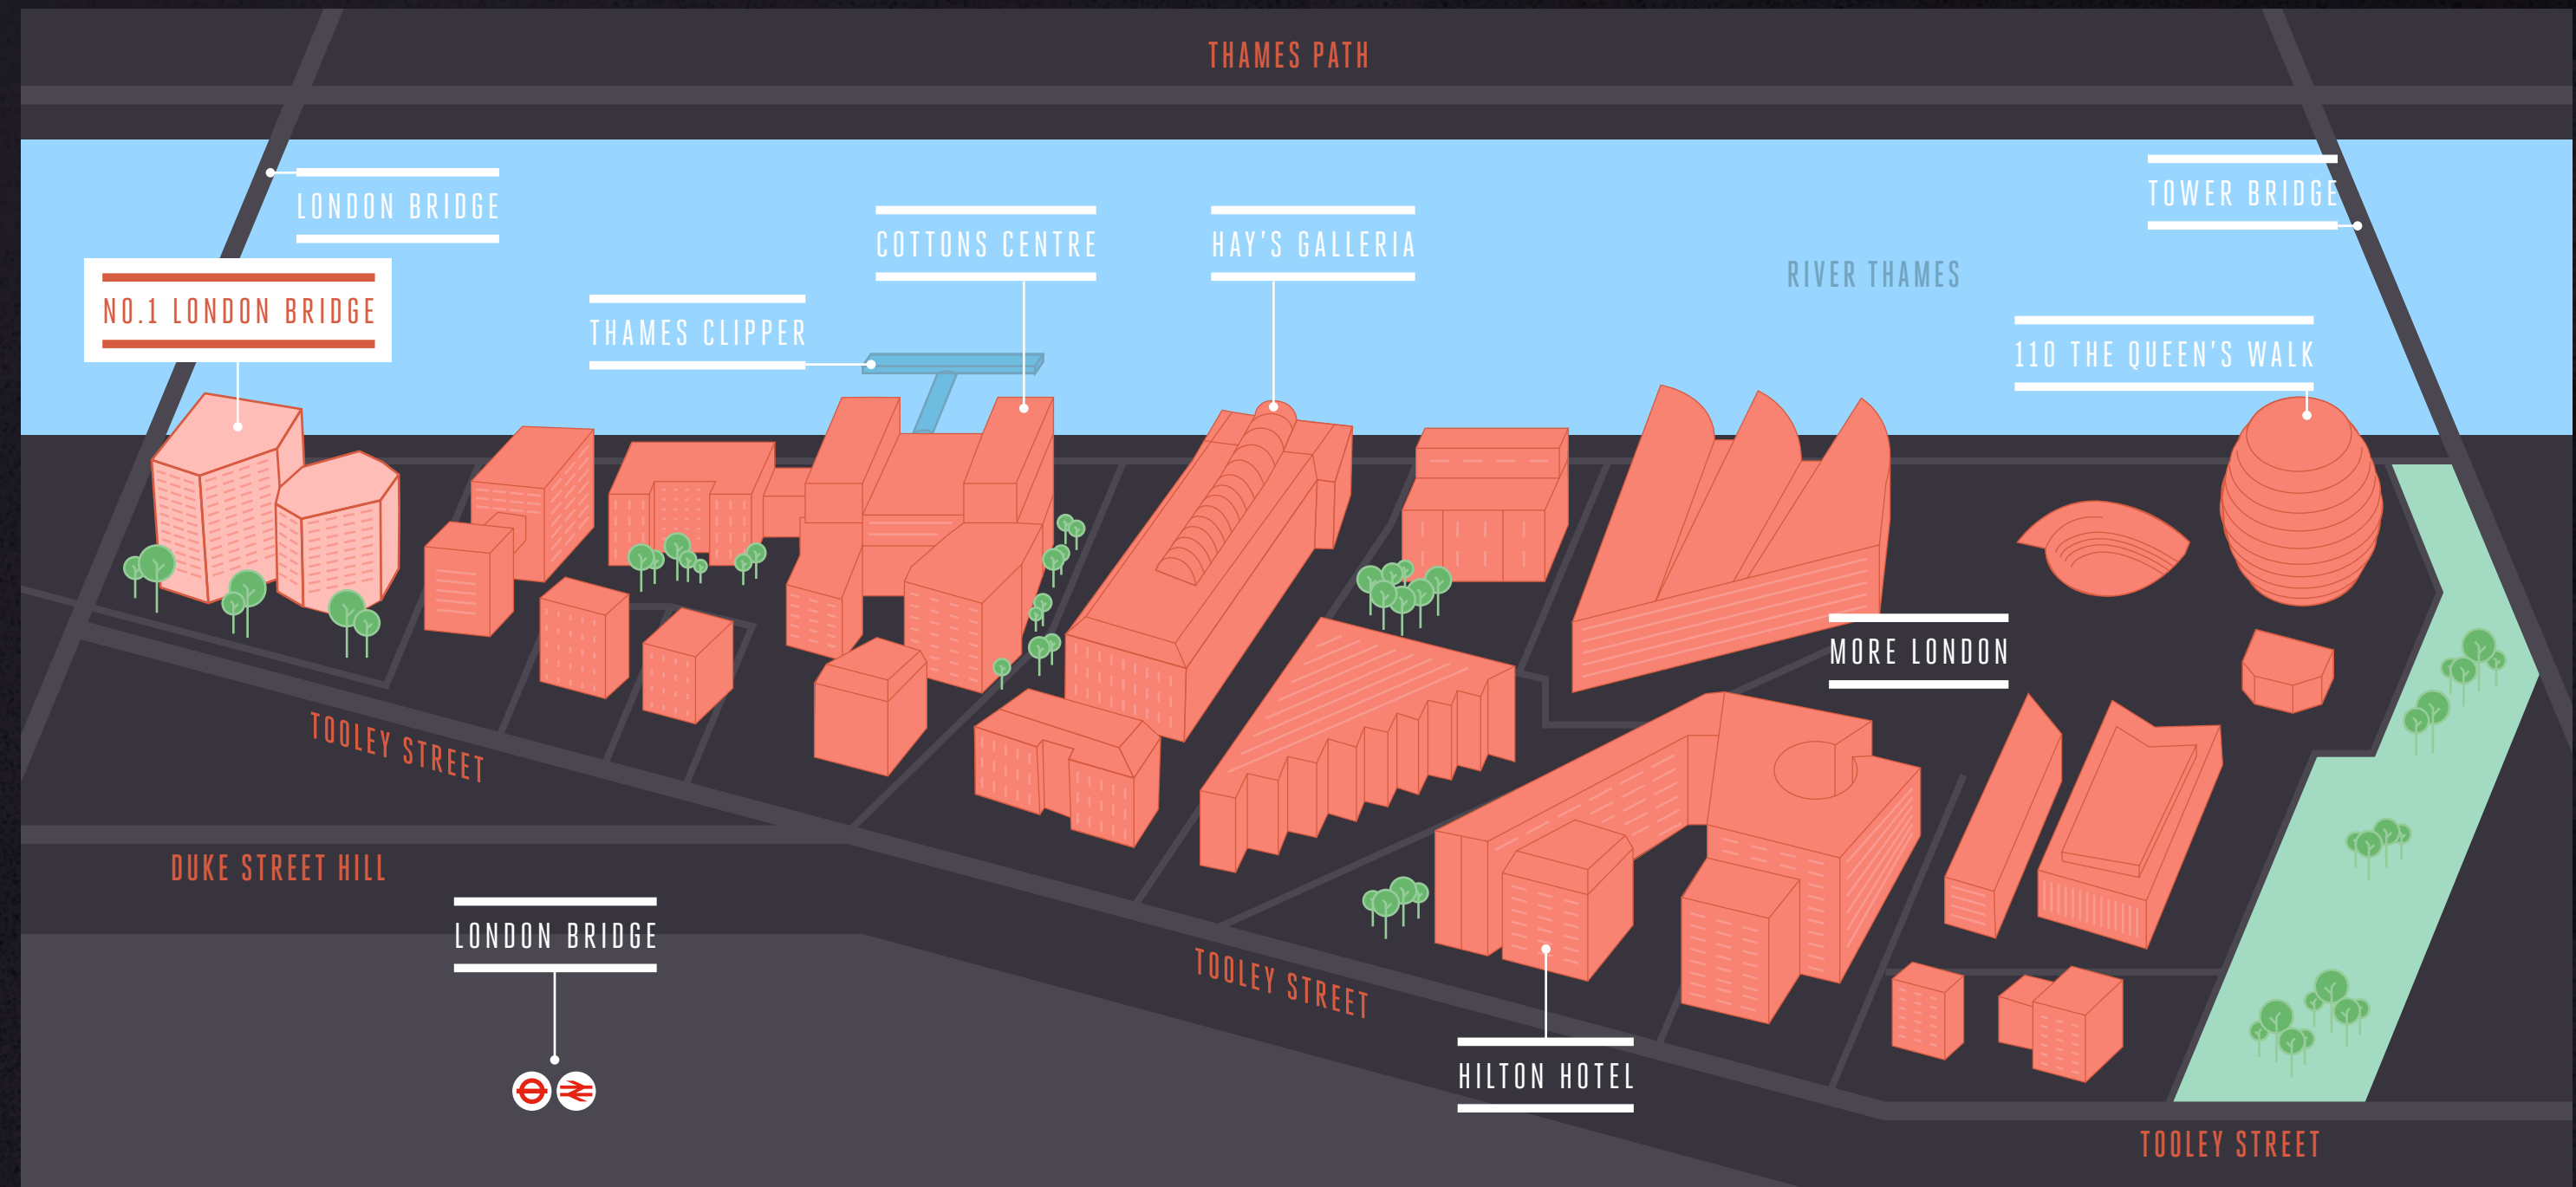 THAMES PATH
LONDON BRIDGE
TOWER BRIDGE
COTTONS CENTRE
HAY'S GALLERIA
RIVER THAMES
NO.1 LONDON BRIDGE
THAMES CLIPPER
110 THE QUEEN'S WALK
MORE LONDON
TOOLEY STREET
DUKE STREET HILL
LONDON BRIDGE
TOOLEY STREET
HILTON HOTEL
TOOLEY STREET